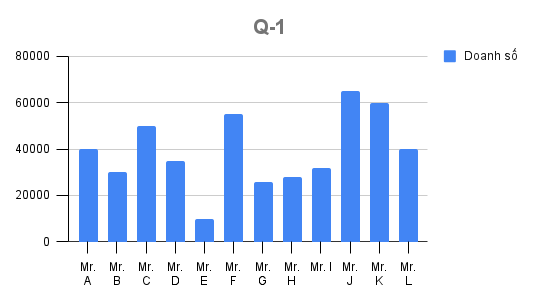 Q-1
80000
60000
40000
20000
0
Doanh số
Mr. A
Mr. B
Mr. C
Mr. D
Mr. E
Mr. F
Mr. G
Mr. H
Mr. I
Mr. J
Mr. K
Mr. L